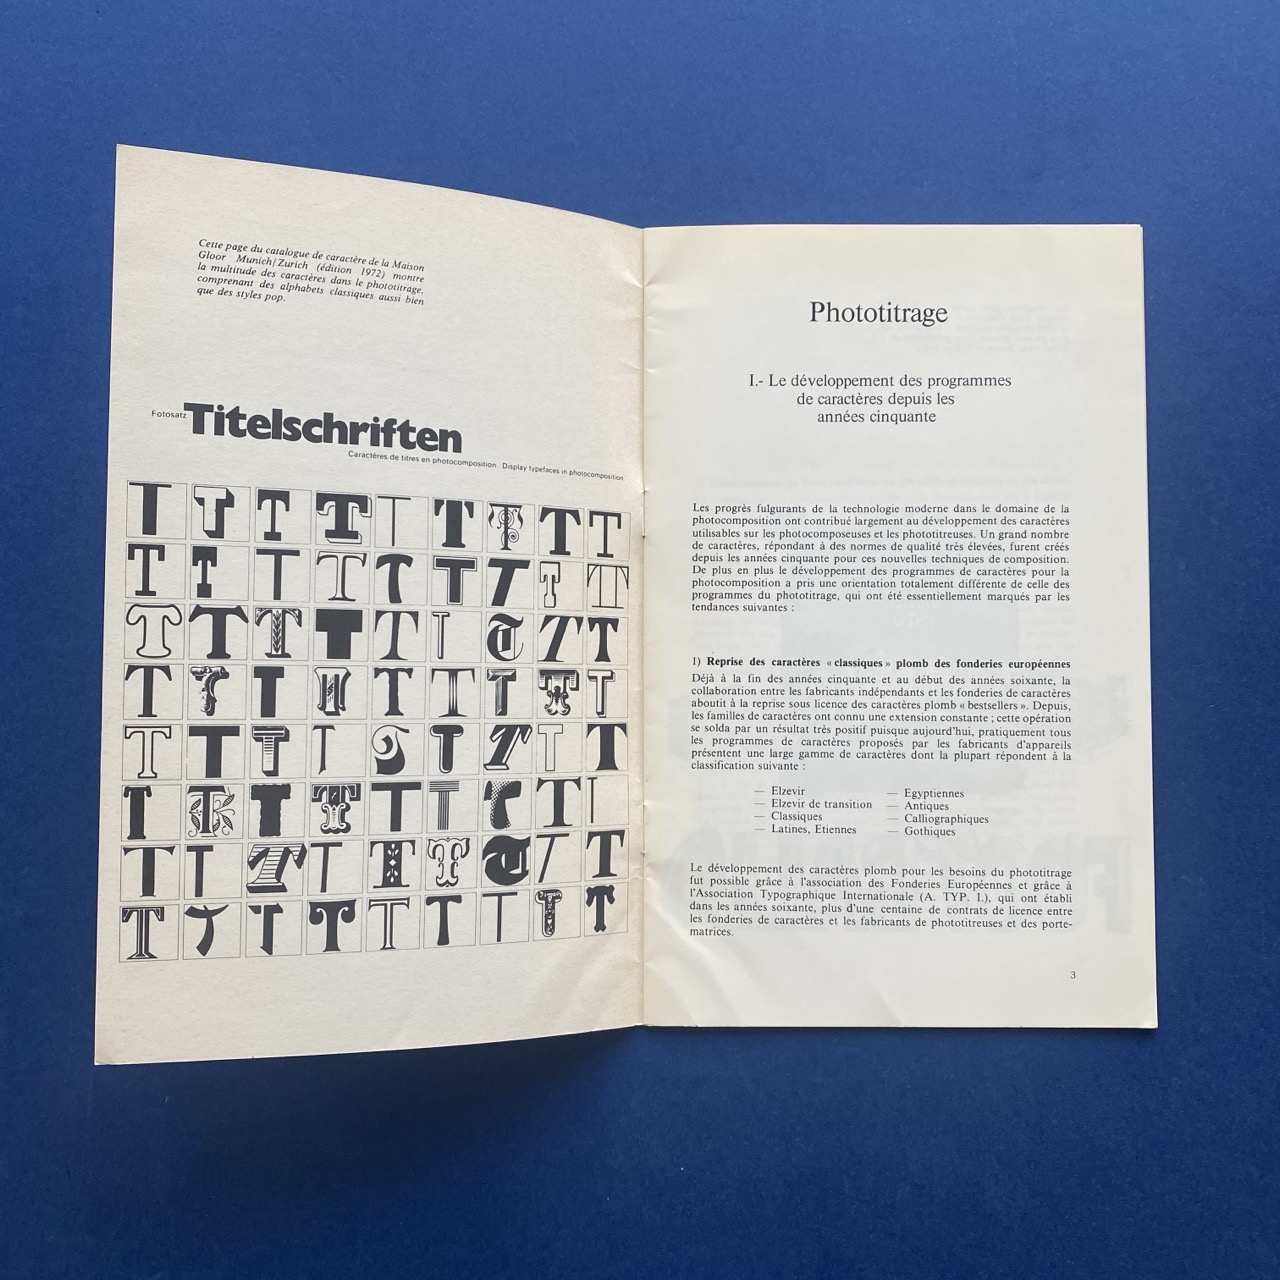 Cette page du catalogue de caractère de la Maison
Gloor Munich/Zurich (édition 1972) montre
la multitude des caractères dans le phototitrage,
comprenant des alphabets classiques aussi bien
que des styles pop.
Fotosatz Titelschriften
Caractères de titres en photocomposition Display typefaces in photocomposition
T T T T T T T T T
T T T T T T T T T
T T T T T T T T T
T T T T T T T T T
T T T T T T T T T
T T T T T T T T T
T T T T T T T T T
T T T T T T T T T
Phototitrage
I.- Le développement des programmes
de caractères depuis les
années cinquante
Les progrès fulgurants de la technologie moderne dans le domaine de la
photocomposition ont contribué largement au développement des caractères
utilisables sur les photocomposeuses et les phototitreuses. Un grand nombre
de caractères, répondant à des normes de qualité très élevées, furent créés
depuis les années cinquante pour ces nouvelles techniques de composition.
De plus en plus le développement des programmes de caractères pour la
photocomposition a pris une orientation totalement différente de celle des
programmes du phototitrage, qui ont été essentiellement marqués par les
tendances suivantes :
1) Reprise des caractères « classiques » plomb des fonderies européennes
Déjà à la fin des années cinquante et au début des années soixante, la
collaboration entre les fabricants indépendants et les fonderies de caractères
aboutit à la reprise sous licence des caractères plomb « bestsellers ». Depuis,
les familles de caractères ont connu une extension constante ; cette opération
se solda par un résultat très positif puisque aujourd'hui, pratiquement tous
les programmes de caractères proposés par les fabricants d'appareils
présentent une large gamme de caractères dont la plupart répondent à la
classification suivante :
— Elzevir
— Elzevir de transition
— Classiques
— Latines, Etiennes
— Egyptiennes
— Antiques
— Calliographiques
— Gothiques
Le développement des caractères plomb pour les besoins du phototitrage
fut possible grâce à l'association des Fonderies Européennes et grâce à
l'Association Typographique Internationale (A. TYP. I.), qui ont établi
dans les années soixante, plus d'une centaine de contrats de licence entre
les fonderies de caractères et les fabricants de phototitreuses et des porte-
matrices.
3